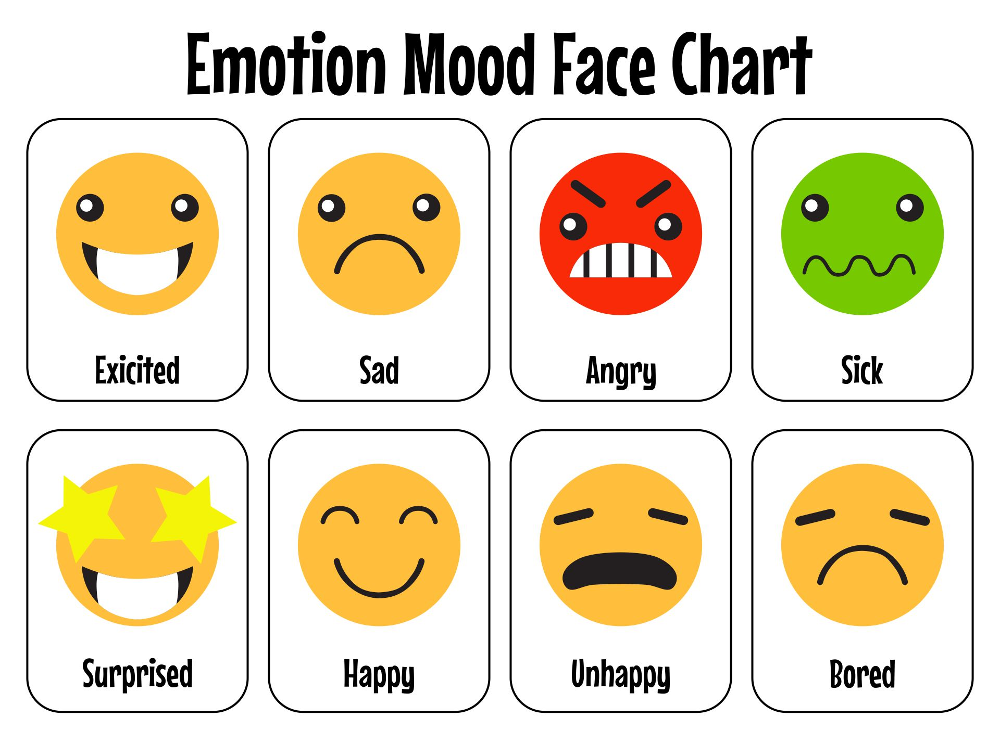 Emotion Mood Face Chart
Exicited
Sad
Angry
Sick
Surprised
Happy
Unhappy
Bored